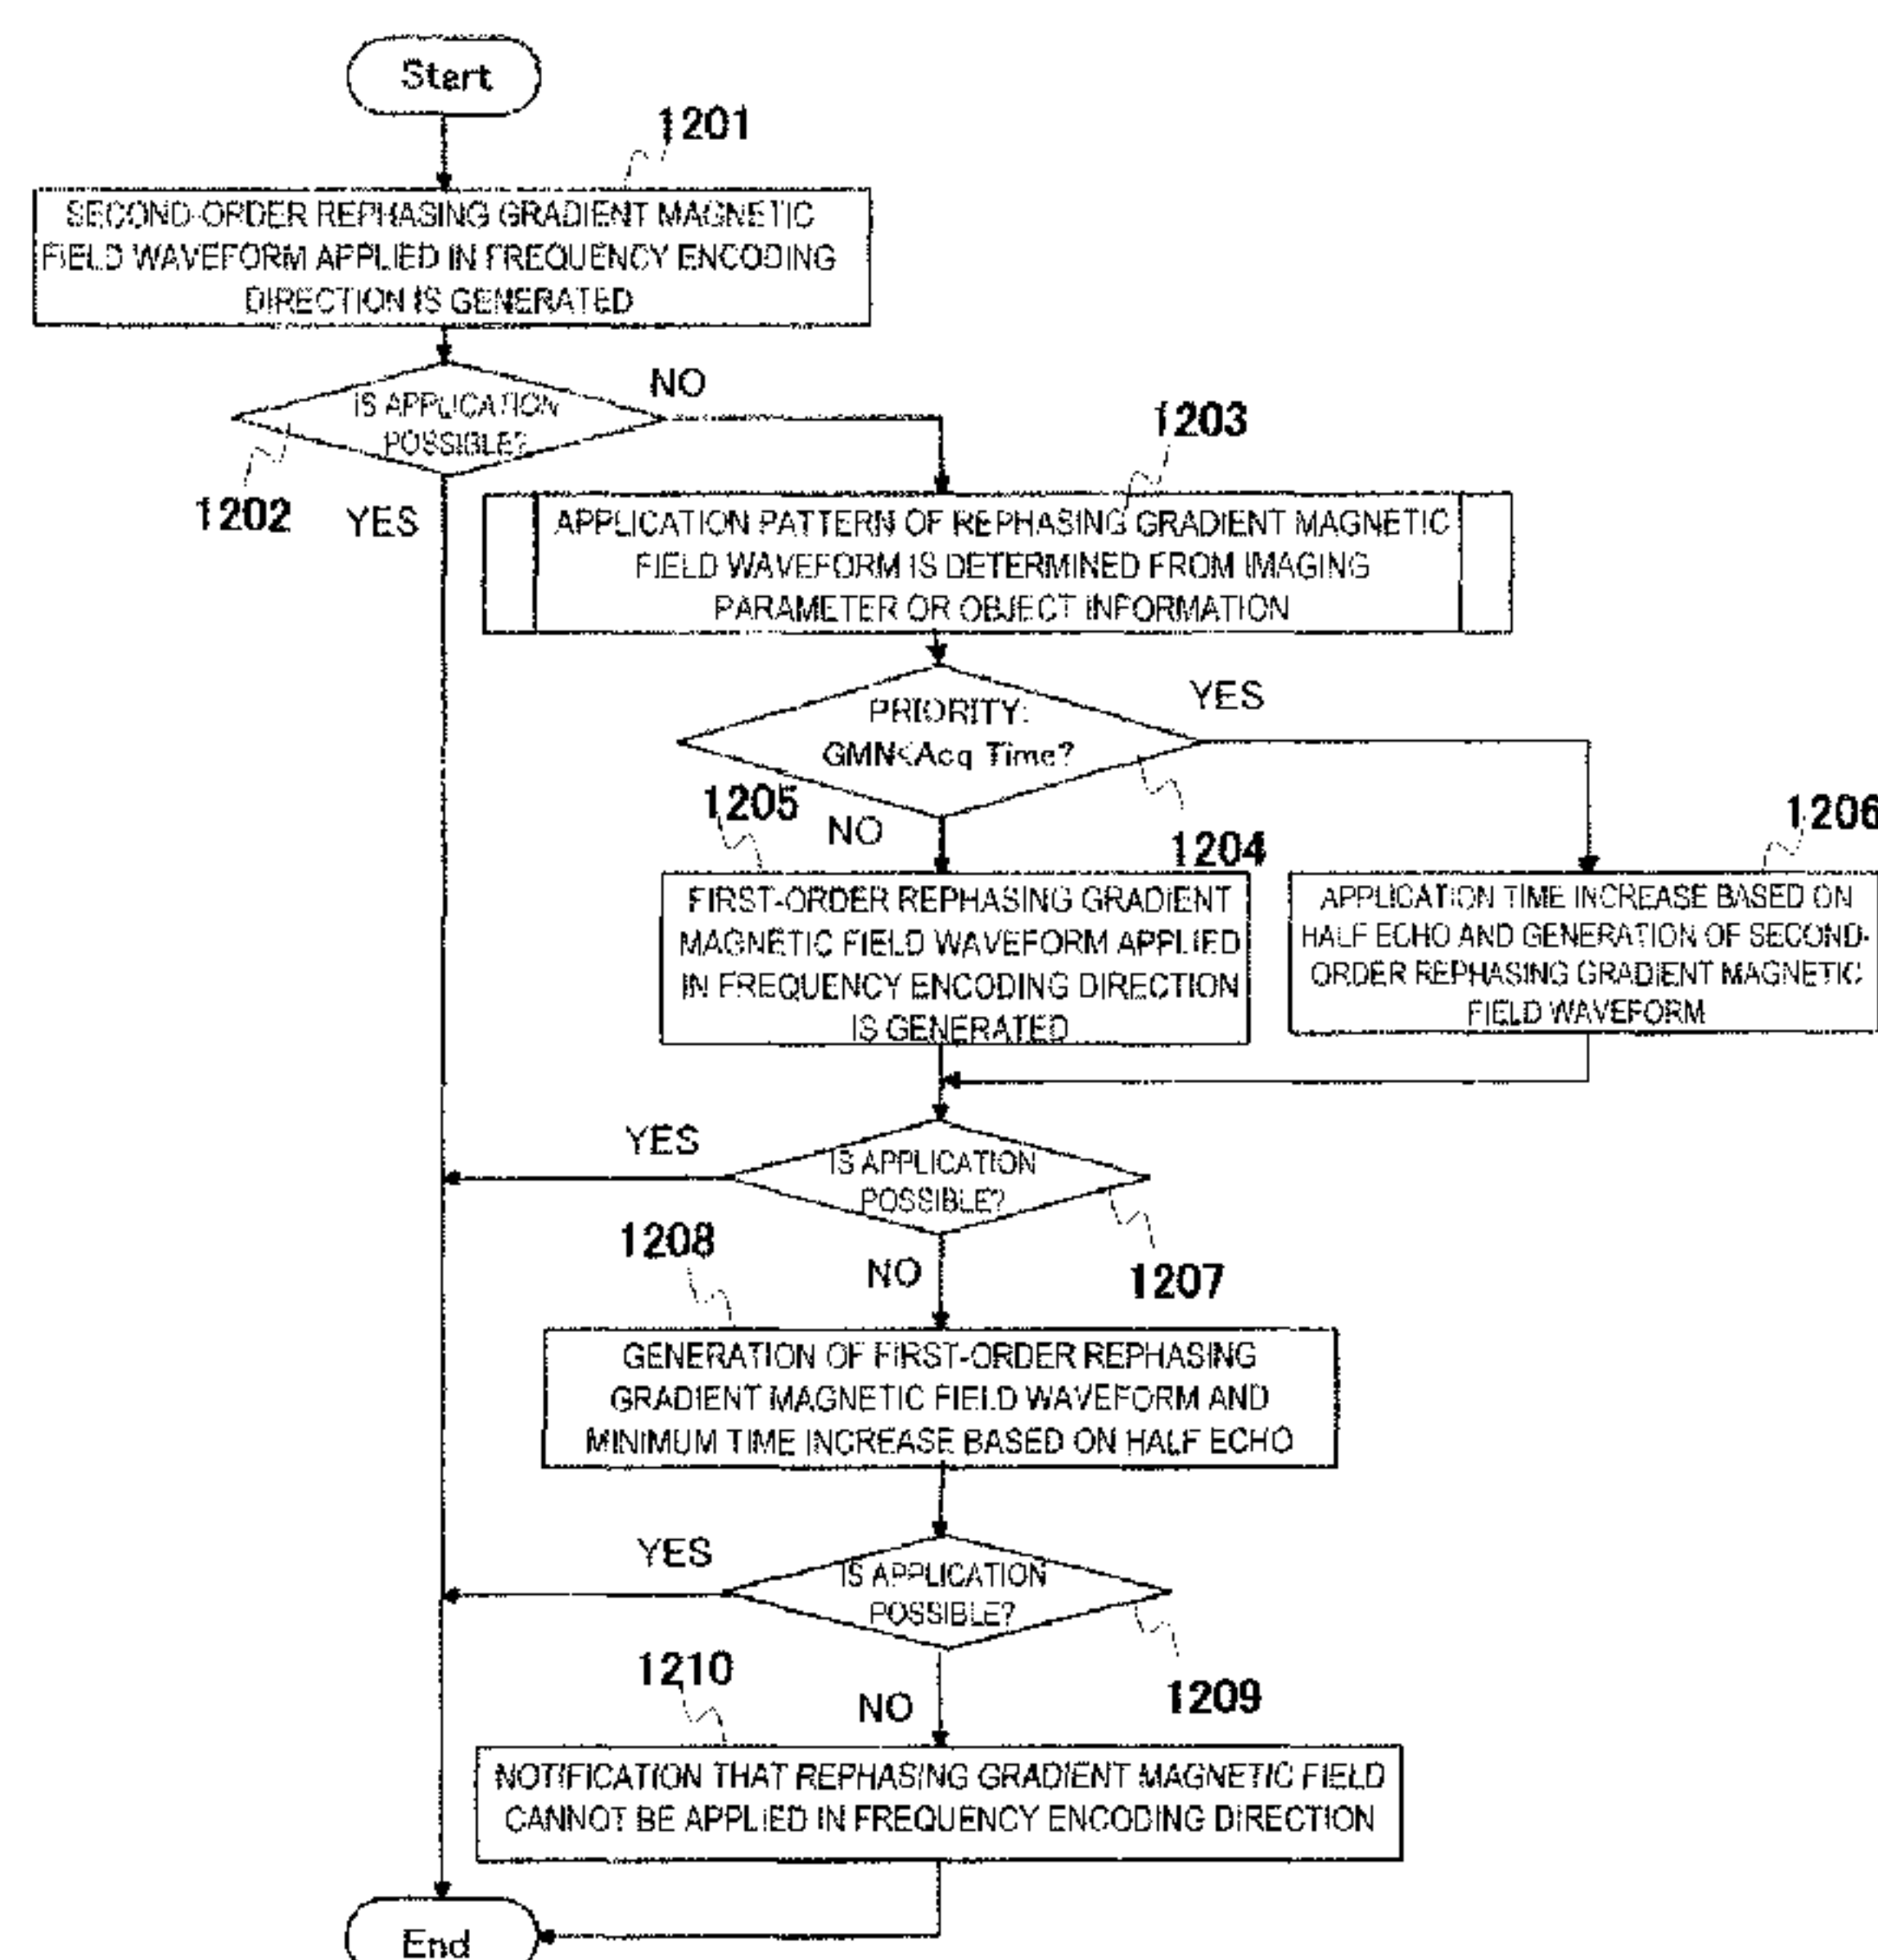 Start
1201
SECOND-ORDER REPHASING GRADIENT MAGNETIC
FIELD WAVEFORM APPLIED IN FREQUENCY ENCODING
DIRECTION IS GENERATED
IS APPLICATION
POSSIBLE?
NO
1202
YES
1203
APPLICATION PATTERN OF REPHASING GRADIENT MAGNETIC
FIELD WAVEFORM IS DETERMINED FROM IMAGING
PARAMETER OR OBJECT INFORMATION
PRIORITY:
GMN<Acq Time?
YES
1204
NO
1205
FIRST-ORDER REPHASING GRADIENT
MAGNETIC FIELD WAVEFORM APPLIED
IN FREQUENCY ENCODING DIRECTION
IS GENERATED
1206
APPLICATION TIME INCREASE BASED ON
HALF ECHO AND GENERATION OF SECOND-
ORDER REPHASING GRADIENT MAGNETIC
FIELD WAVEFORM
YES
IS APPLICATION
POSSIBLE?
1207
NO
1208
GENERATION OF FIRST-ORDER REPHASING
GRADIENT MAGNETIC FIELD WAVEFORM AND
MINIMUM TIME INCREASE BASED ON HALF ECHO
YES
IS APPLICATION
POSSIBLE?
1209
NO
1210
NOTIFICATION THAT REPHASING GRADIENT MAGNETIC FIELD
CANNOT BE APPLIED IN FREQUENCY ENCODING DIRECTION
End